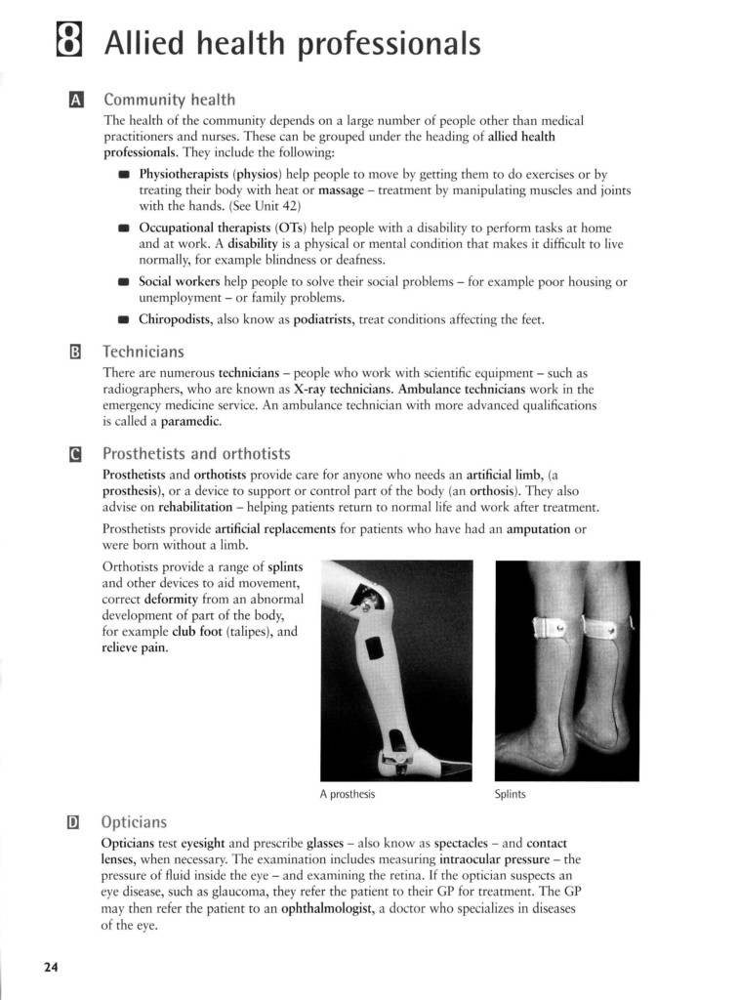 8 Allied health professionals
A Community health
The health of the community depends on a large number of people other than medical
practitioners and nurses. These can be grouped under the heading of allied health
professionals. They include the following:
Physiotherapists (physios) help people to move by getting them to do exercises or by
treating their body with heat or massage – treatment by manipulating muscles and joints
with the hands. (See Unit 42)
Occupational therapists (OTs) help people with a disability to perform tasks at home
and at work. A disability is a physical or mental condition that makes it difficult to live
normally, for example blindness or deafness.
Social workers help people to solve their social problems – for example poor housing or
unemployment – or family problems.
Chiropodists, also know as podiatrists, treat conditions affecting the feet.
B Technicians
There are numerous technicians – people who work with scientific equipment – such as
radiographers, who are known as X-ray technicians. Ambulance technicians work in the
emergency medicine service. An ambulance technician with more advanced qualifications
is called a paramedic.
C Prosthetists and orthotists
Prosthetists and orthotists provide care for anyone who needs an artificial limb, (a
prosthesis), or a device to support or control part of the body (an orthosis). They also
advise on rehabilitation – helping patients return to normal life and work after treatment.
Prosthetists provide artificial replacements for patients who have had an amputation or
were born without a limb.
Orthotists provide a range of splints
and other devices to aid movement,
correct deformity from an abnormal
development of part of the body,
for example club foot (talipes), and
relieve pain.
A prosthesis
Splints
D Opticians
Opticians test eyesight and prescribe glasses – also know as spectacles – and contact
lenses, when necessary. The examination includes measuring intraocular pressure – the
pressure of fluid inside the eye – and examining the retina. If the optician suspects an
eye disease, such as glaucoma, they refer the patient to their GP for treatment. The GP
may then refer the patient to an ophthalmologist, a doctor who specializes in diseases
of the eye.
24